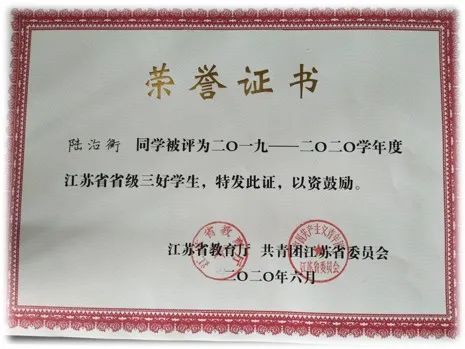 荣誉证书
陆治衡 同学被评为二〇一九——二〇二〇学年度
江苏省省级三好学生，特发此证，以资鼓励。
江苏省教育厅 共青团江苏省委员会
二〇二〇年六月